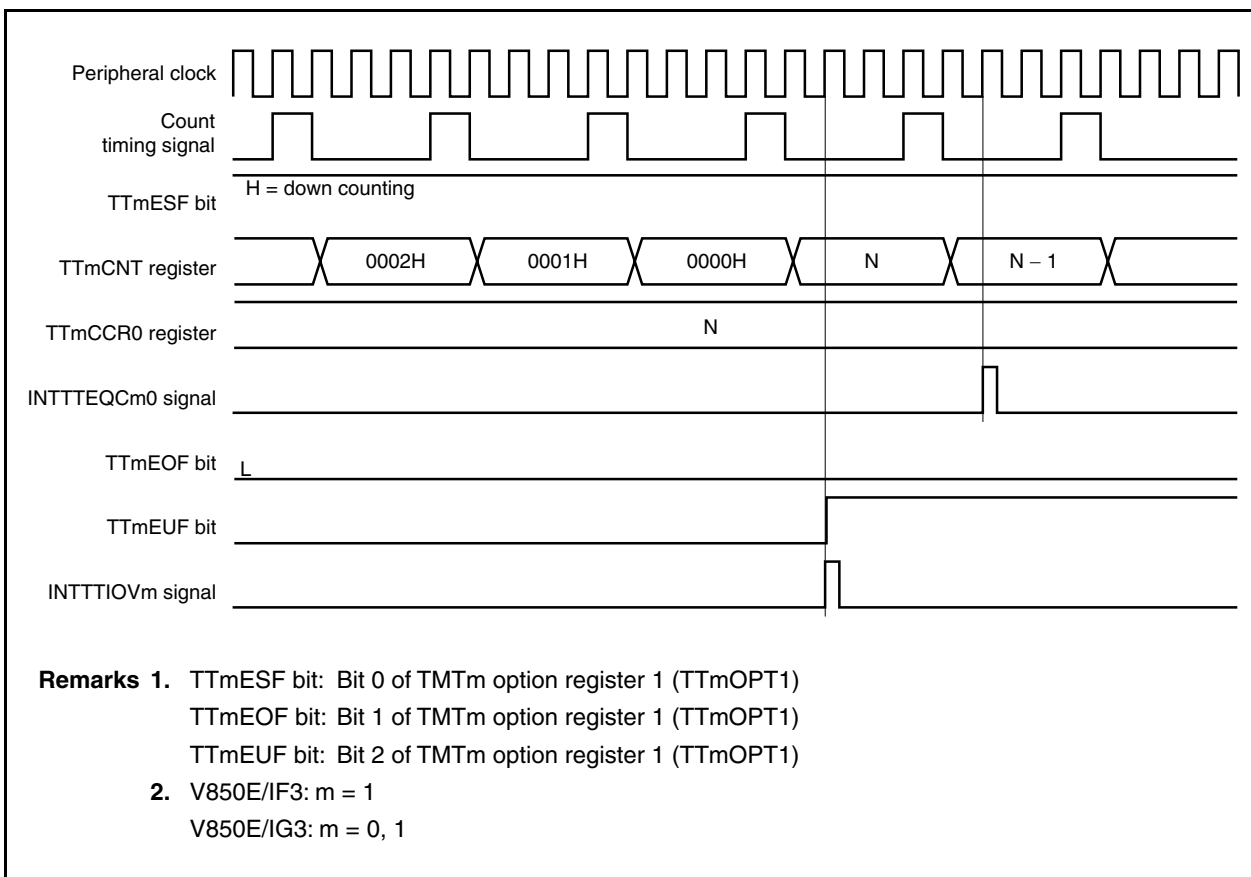 Peripheral clock
Count
timing signal
TTmESF bit
H = down counting
TTmCNT register
0002H
0001H
0000H
N
N – 1
TTmCCR0 register
N
INTTTEQCm0 signal
TTmEOF bit
L
TTmEUF bit
INTTTIOVm signal
Remarks 1. TTmESF bit: Bit 0 of TMTm option register 1 (TTmOPT1)
TTmEOF bit: Bit 1 of TMTm option register 1 (TTmOPT1)
TTmEUF bit: Bit 2 of TMTm option register 1 (TTmOPT1)
2. V850E/IF3: m = 1
V850E/IG3: m = 0, 1